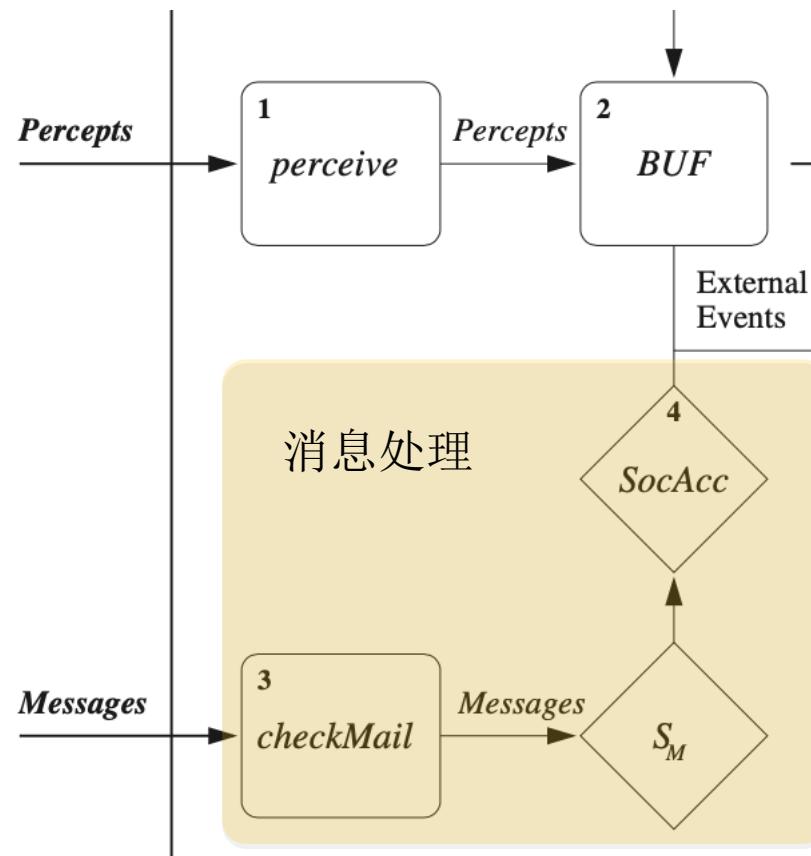 Percepts
1
perceive
Percepts
2
BUF
External
Events
消息处理
4
SocAcc
Messages
3
checkMail
Messages
S_M